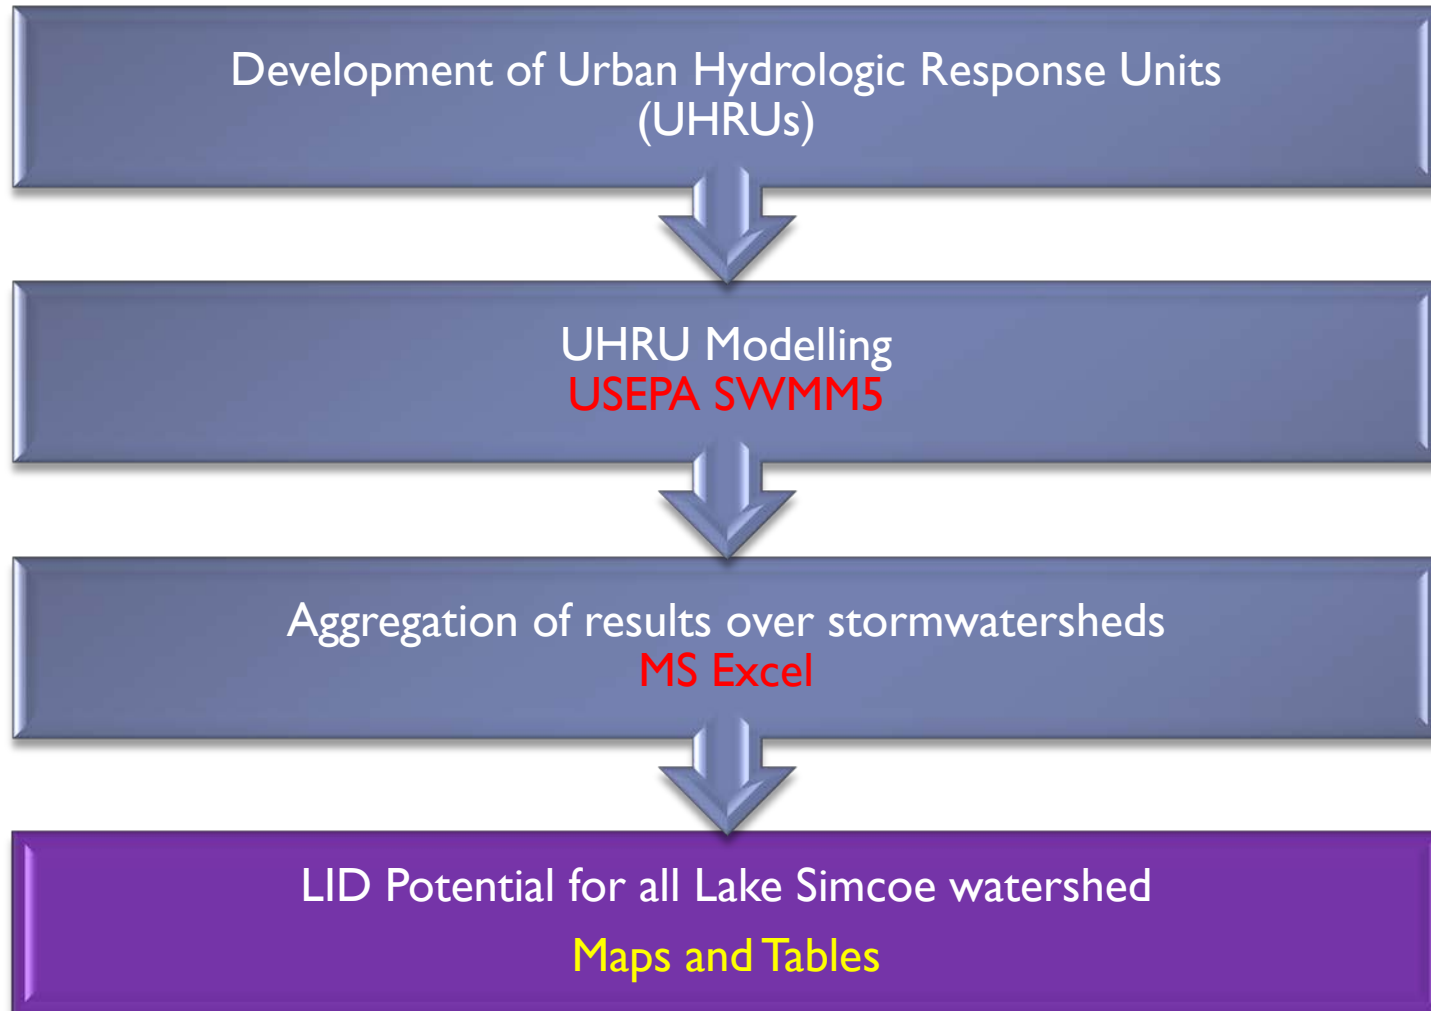 Development of Urban Hydrologic Response Units
(UHRUs)
UHRU Modelling
USEPA SWMM5
Aggregation of results over stormwatersheds
MS Excel
LID Potential for all Lake Simcoe watershed
Maps and Tables